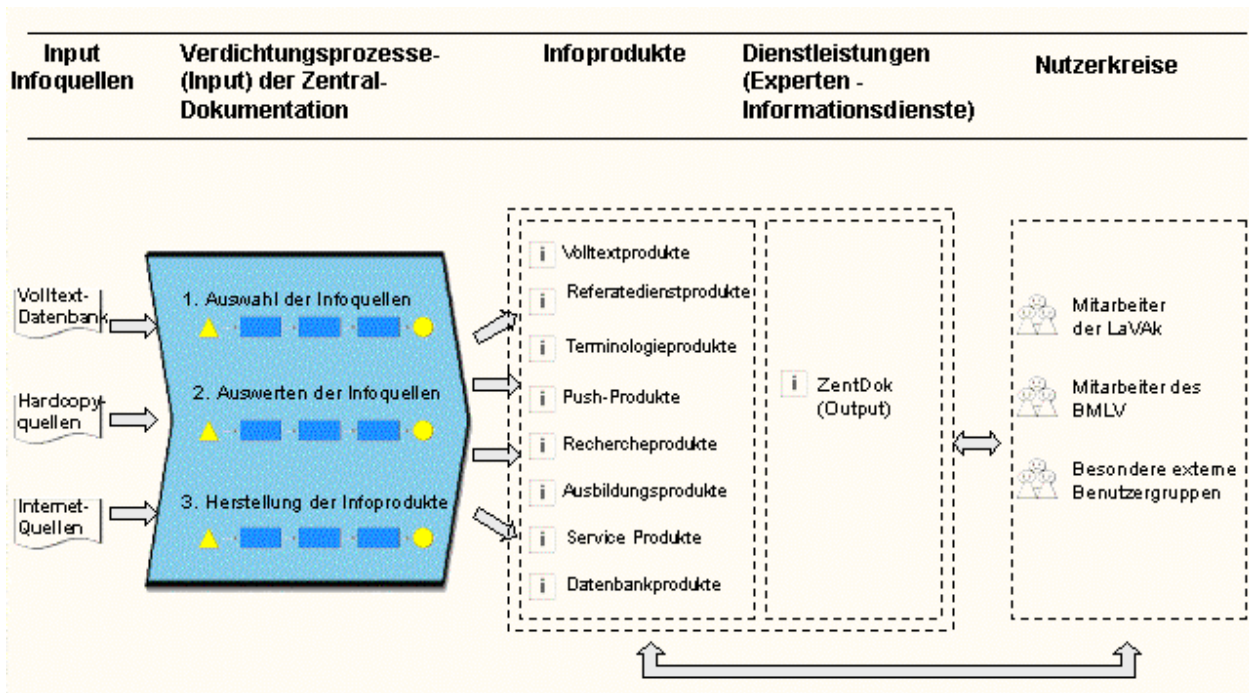 Input
Infoquellen
Verdichtungsprozesse-
(Input) der Zentral-
Dokumentation
Infoprodukte
Dienstleistungen
(Experten -
Informationsdienste)
Nutzerkreise
Volltext-
Datenbank
Hardcopy-
quellen
Internet-
Quellen
1. Auswahl der Infoquellen
2. Auswerten der Infoquellen
3. Herstellung der Infoprodukte
i Volltextprodukte
i Referatedienstprodukte
i Terminologieprodukte
i Push-Produkte
i Rechercheprodukte
i Ausbildungsprodukte
i Service Produkte
i Datenbankprodukte
i ZentDok
(Output)
Mitarbeiter
der LaVAk
Mitarbeiter des
BMLV
Besondere externe
Benutzergruppen